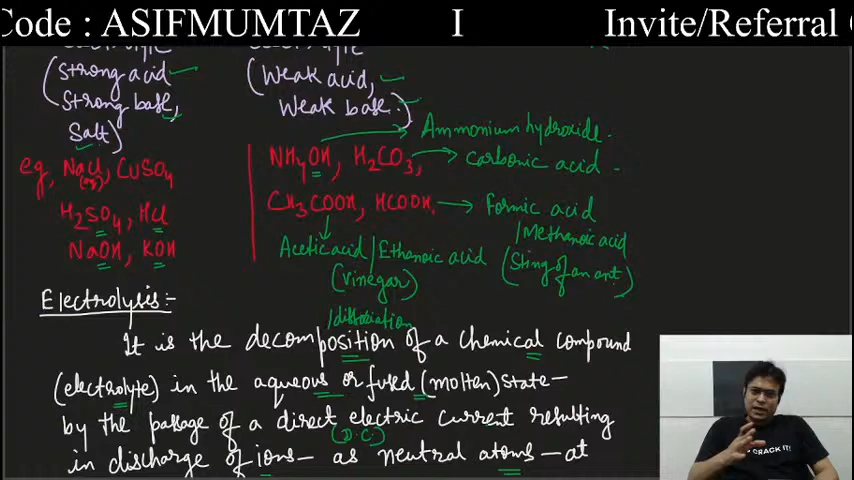 Code : ASIFMUMTAZ I Invite/Referral
(Strong acid
Strong base,
Salt)
(Weak acid,
Weak base.)
eg, NaCl, CuSO4
(aq)
H2SO4, HCl
NaOH, KOH
NH4OH, H2CO3,
Ammonium hydroxide.
carbonic acid
CH3COOH, HCOOH.
Formic acid
/Methanoic acid
(Sting of an ant)
Acetic acid/Ethanoic acid
(Vinegar)
Electrolysis:-
/dissociation
It is the decomposition of a chemical compound
(electrolyte) in the aqueous or fused (molten) state-
by the passage of a direct electric current resulting
(D.C.)
in discharge of ions- as neutral atoms- at
CRACK IT!